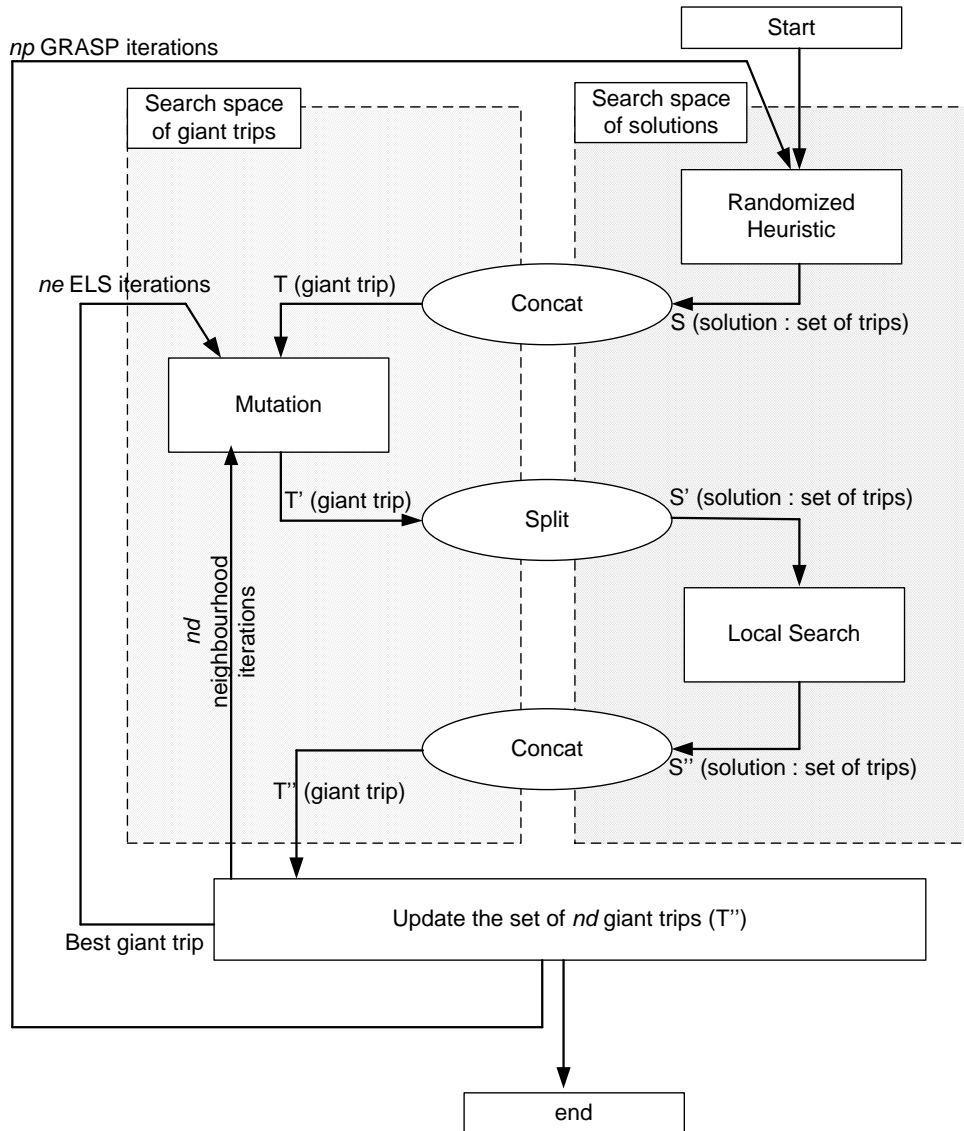 Start
np GRASP iterations
Search space
of giant trips
Search space
of solutions
Randomized
Heuristic
ne ELS iterations
T (giant trip)
Concat
S (solution : set of trips)
Mutation
T' (giant trip)
Split
S' (solution : set of trips)
nd
neighbourhood
iterations
Local Search
Concat
S'' (solution : set of trips)
T'' (giant trip)
Update the set of nd giant trips (T'')
Best giant trip
end